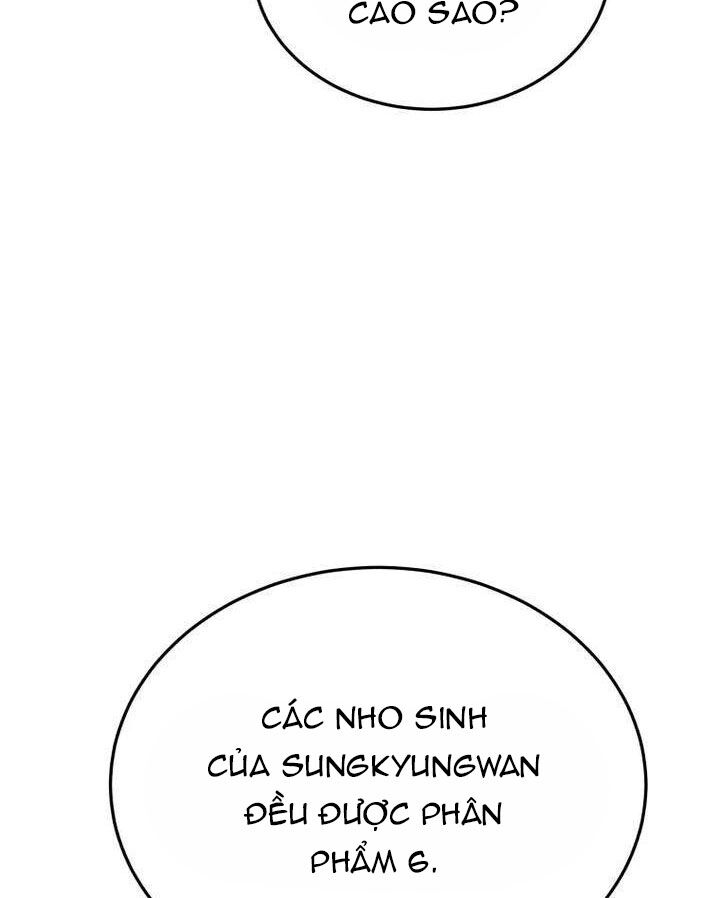 CAO SAO?
CÁC NHO SINH
CỦA SUNGKYUNGWAN
ĐỀU ĐƯỢC PHÂN
PHẨM 6.